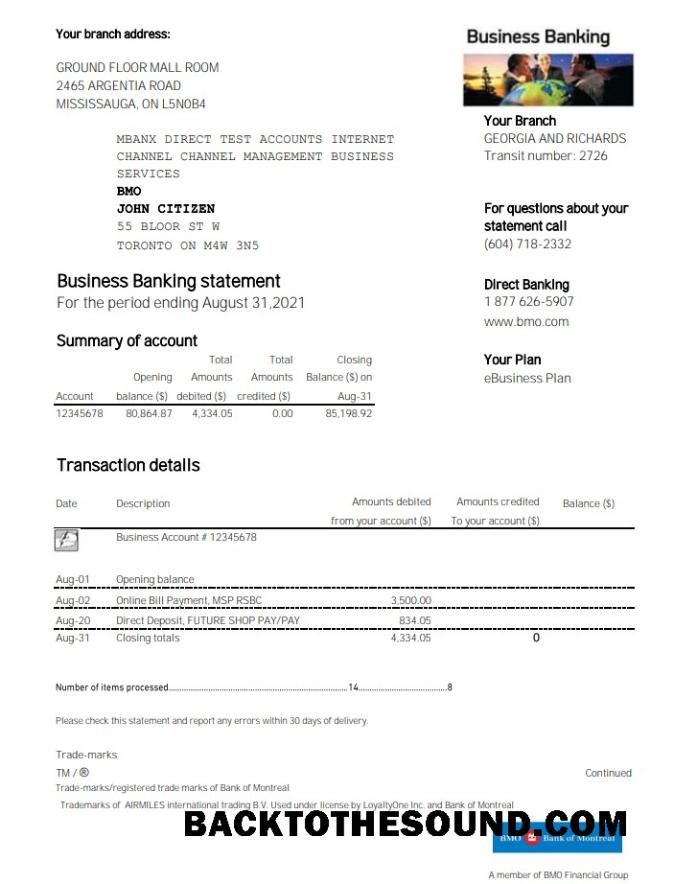 Your branch address:
GROUND FLOOR MALL ROOM
2465 ARGENTIA ROAD
MISSISSAUGA, ON L5N0B4
MBANX DIRECT TEST ACCOUNTS INTERNET
CHANNEL CHANNEL MANAGEMENT BUSINESS
SERVICES
BMO
JOHN CITIZEN
55 BLOOR ST W
TORONTO ON M4W 3N5
Business Banking
Your Branch
GEORGIA AND RICHARDS
Transit number: 2726
For questions about your
statement call
(604) 718-2332
Direct Banking
1 877 626-5907
www.bmo.com
Your Plan
eBusiness Plan
Business Banking statement
For the period ending August 31,2021
Summary of account
Total Total Closing
Opening Amounts Amounts Balance ($) on
Account balance ($) debited ($) credited ($) Aug-31
12345678 80,864.87 4,334.05 0.00 85,198.92
Transaction details
Date Description Amounts debited Amounts credited Balance ($)
from your account ($) To your account ($)
Business Account # 12345678
Aug-01 Opening balance
Aug-02 Online Bill Payment, MSP RSBC 3,500.00
Aug-20 Direct Deposit, FUTURE SHOP PAY/PAY 834.05
Aug-31 Closing totals 4,334.05 0
Number of items processed.....14.....8
Please check this statement and report any errors within 30 days of delivery.
Trade-marks
TM / ® Continued
Trade-marks/registered trade marks of Bank of Montreal
Trademarks of AIRMILES international trading B.V. Used under license by LoyaltyOne Inc. and Bank of Montreal
BACKTOTHESOUND.COM
BMO Bank of Montreal
A member of BMO Financial Group